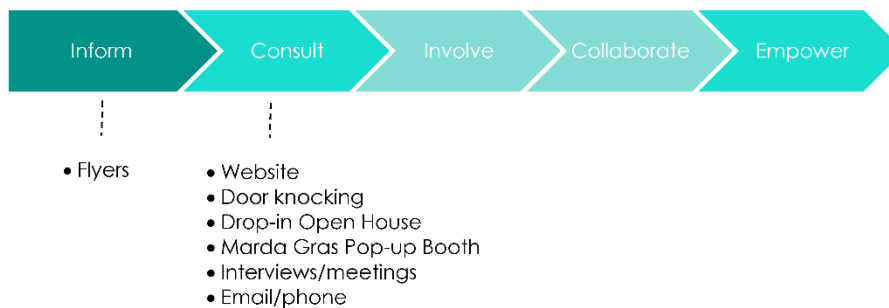 Inform Consult Involve Collaborate Empower
• Flyers
• Website
• Door knocking
• Drop-in Open House
• Marda Gras Pop-up Booth
• Interviews/meetings
• Email/phone